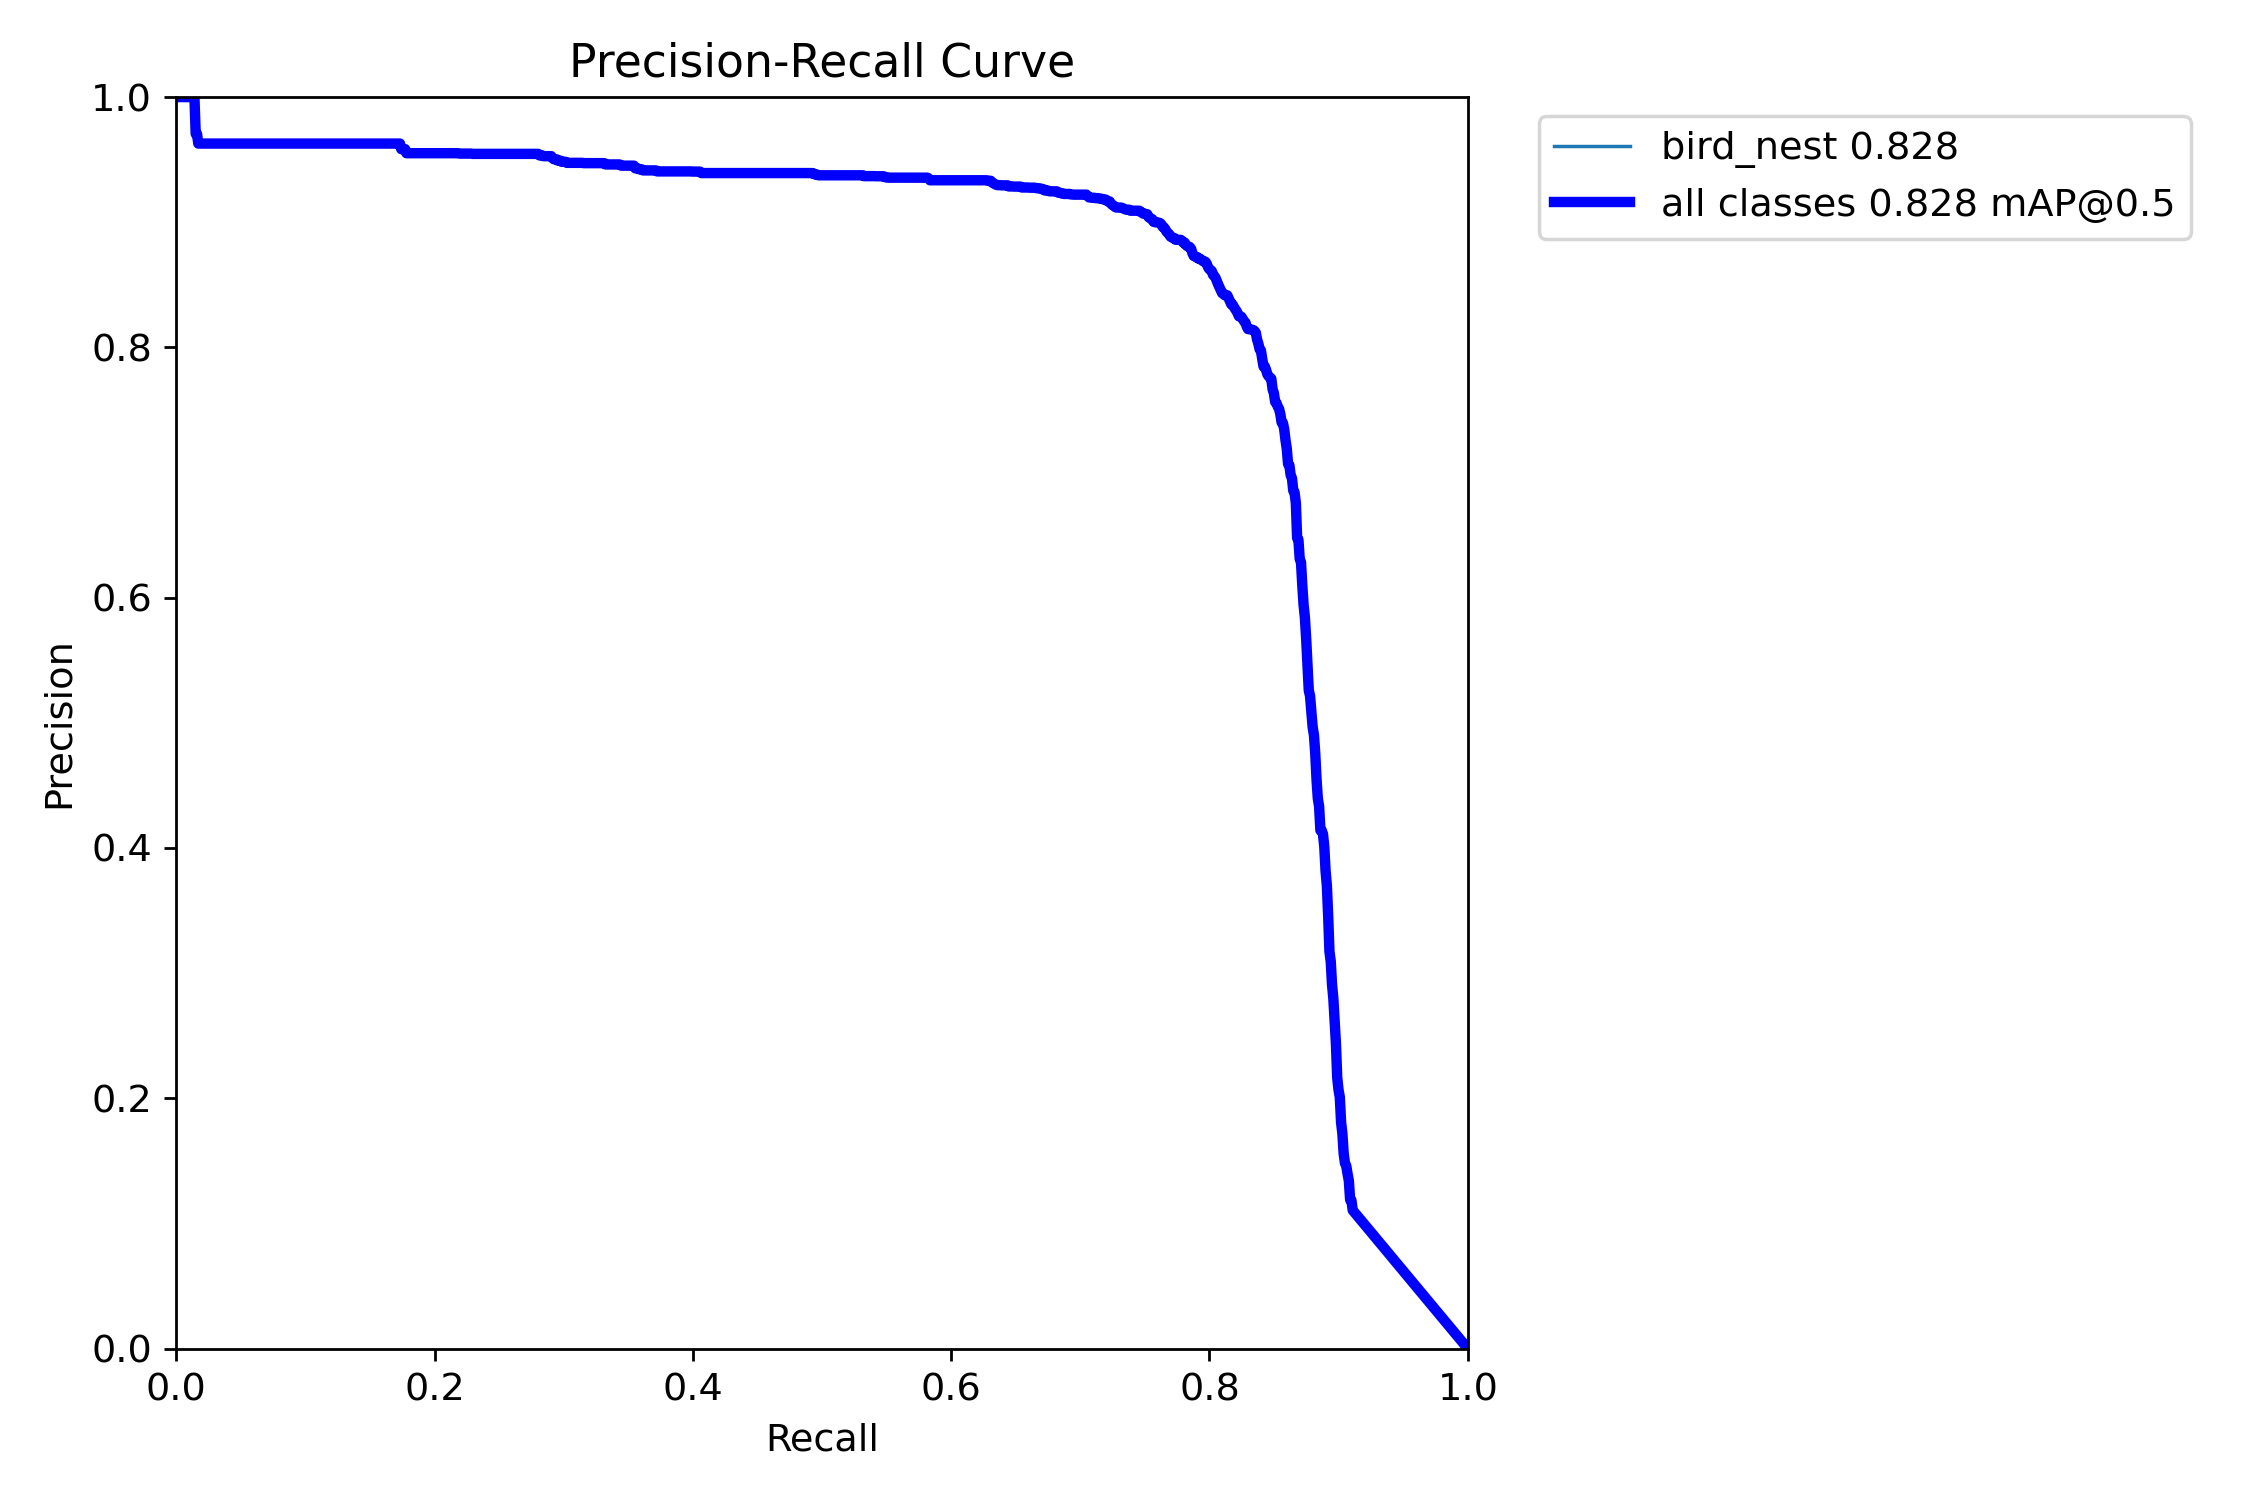 Precision-Recall Curve
1.0
0.8
0.6
0.4
0.2
0.0
Precision
0.0 0.2 0.4 0.6 0.8 1.0
Recall
bird_nest 0.828
all classes 0.828 mAP@0.5